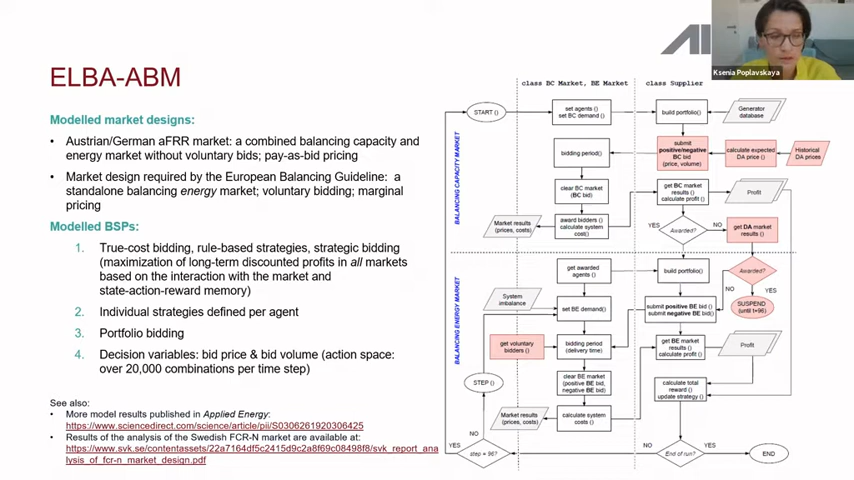 AI
Ksenia Poplavskaya
ELBA-ABM
Modelled market designs:
• Austrian/German aFRR market: a combined balancing capacity and
energy market without voluntary bids; pay-as-bid pricing
• Market design required by the European Balancing Guideline: a
standalone balancing energy market; voluntary bidding; marginal
pricing
Modelled BSPs:
1. True-cost bidding, rule-based strategies, strategic bidding
(maximization of long-term discounted profits in all markets
based on the interaction with the market and
state-action-reward memory)
2. Individual strategies defined per agent
3. Portfolio bidding
4. Decision variables: bid price & bid volume (action space:
over 20,000 combinations per time step)
See also:
• More model results published in Applied Energy:
https://www.sciencedirect.com/science/article/pii/S0306261920306425
• Results of the analysis of the Swedish FCR-N market are available at:
https://www.svk.se/contentassets/22a7164df5c2415d9c2a8f69c08498f8/svk_report_ana
lysis_of_fcr-n_market_design.pdf
class BC Market, BE Market
class Supplier
BALANCING CAPACITY MARKET
START ()
set agents ()
set BC demand ()
build portfolio()
Generator
database
bidding period()
submit
positive/negative
BC bid
(price, volume)
calculate expected
DA price ()
Historical
DA prices
clear BC market
(BC bid)
get BC market
results ()
calculate profit ()
Profit
Market results
(prices, costs)
award bidders ()
calculate system
cost()
YES
Awarded?
NO
get DA market
results ()
BALANCING ENERGY MARKET
get awarded
agents ()
build portfolio()
Awarded?
NO
YES
System
imbalance
set BE demand()
submit positive BE bid ()
submit negative BE bid()
SUSPEND
(until t+96)
get voluntary
bidders ()
bidding period
(delivery time)
get BE market
results ()
calculate profit ()
Profit
STEP ()
clear BE market
(positive BE bid,
negative BE bid)
calculate total
reward ()
update strategy ()
Market results
(prices, costs)
calculate system
costs ()
NO
YES
step = 96?
NO
End of run?
YES
END